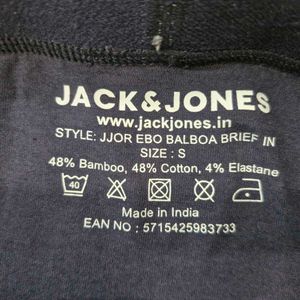 JACK&JONES
www.jackjones.in
STYLE: JJOR EBO BALBOA BRIEF IN
SIZE : S
48% Bamboo, 48% Cotton, 4% Elastane
40
Made in India
EAN NO : 5715425983733